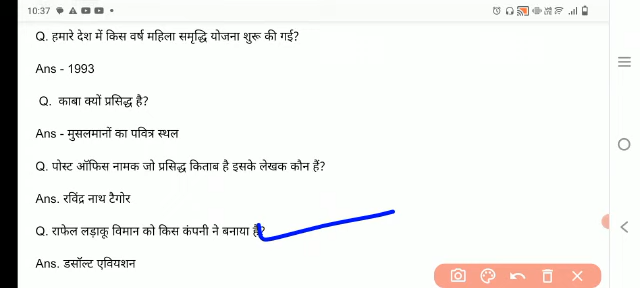 10:37
Q. हमारे देश में किस वर्ष महिला समृद्धि योजना शुरू की गई?
Ans - 1993
Q. काबा क्यों प्रसिद्ध है?
Ans - मुसलमानों का पवित्र स्थल
Q. पोस्ट ऑफिस नामक जो प्रसिद्ध किताब है इसके लेखक कौन हैं?
Ans. रविंद्र नाथ टैगोर
Q. राफेल लड़ाकू विमान को किस कंपनी ने बनाया है?
Ans. डसॉल्ट एवियशन